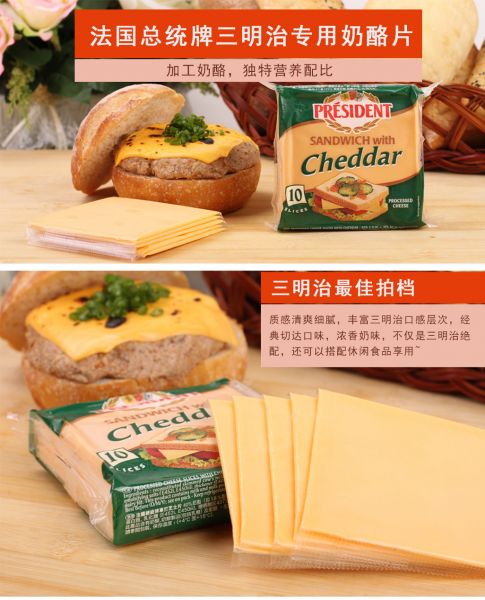 法国总统牌三明治专用奶酪片
加工奶酪，独特营养配比
PRÉSIDENT
SANDWICH with
Cheddar
10
SLICES
PROCESSED
CHEESE
三明治最佳拍档
质感清爽细腻，丰富三明治口感层次，经
典切达口味，浓香奶味，不仅是三明治绝
配，还可以搭配休闲食品享用~
SANDWICH with
Cheddar
10
SLICES